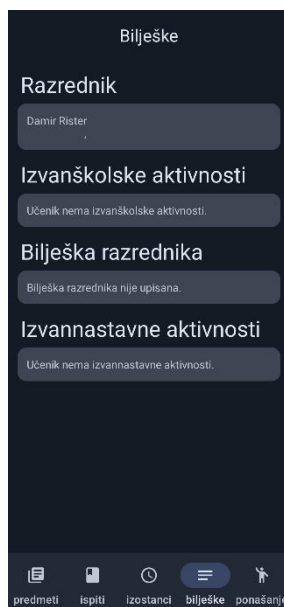 Bilješke
Razrednik
Damir Rister
,
Izvanškolske aktivnosti
Učenik nema izvanškolske aktivnosti.
Bilješka razrednika
Bilješka razrednika nije upisana.
Izvannastavne aktivnosti
Učenik nema izvannastavne aktivnosti.
predmeti ispiti izostanci bilješke ponašanje